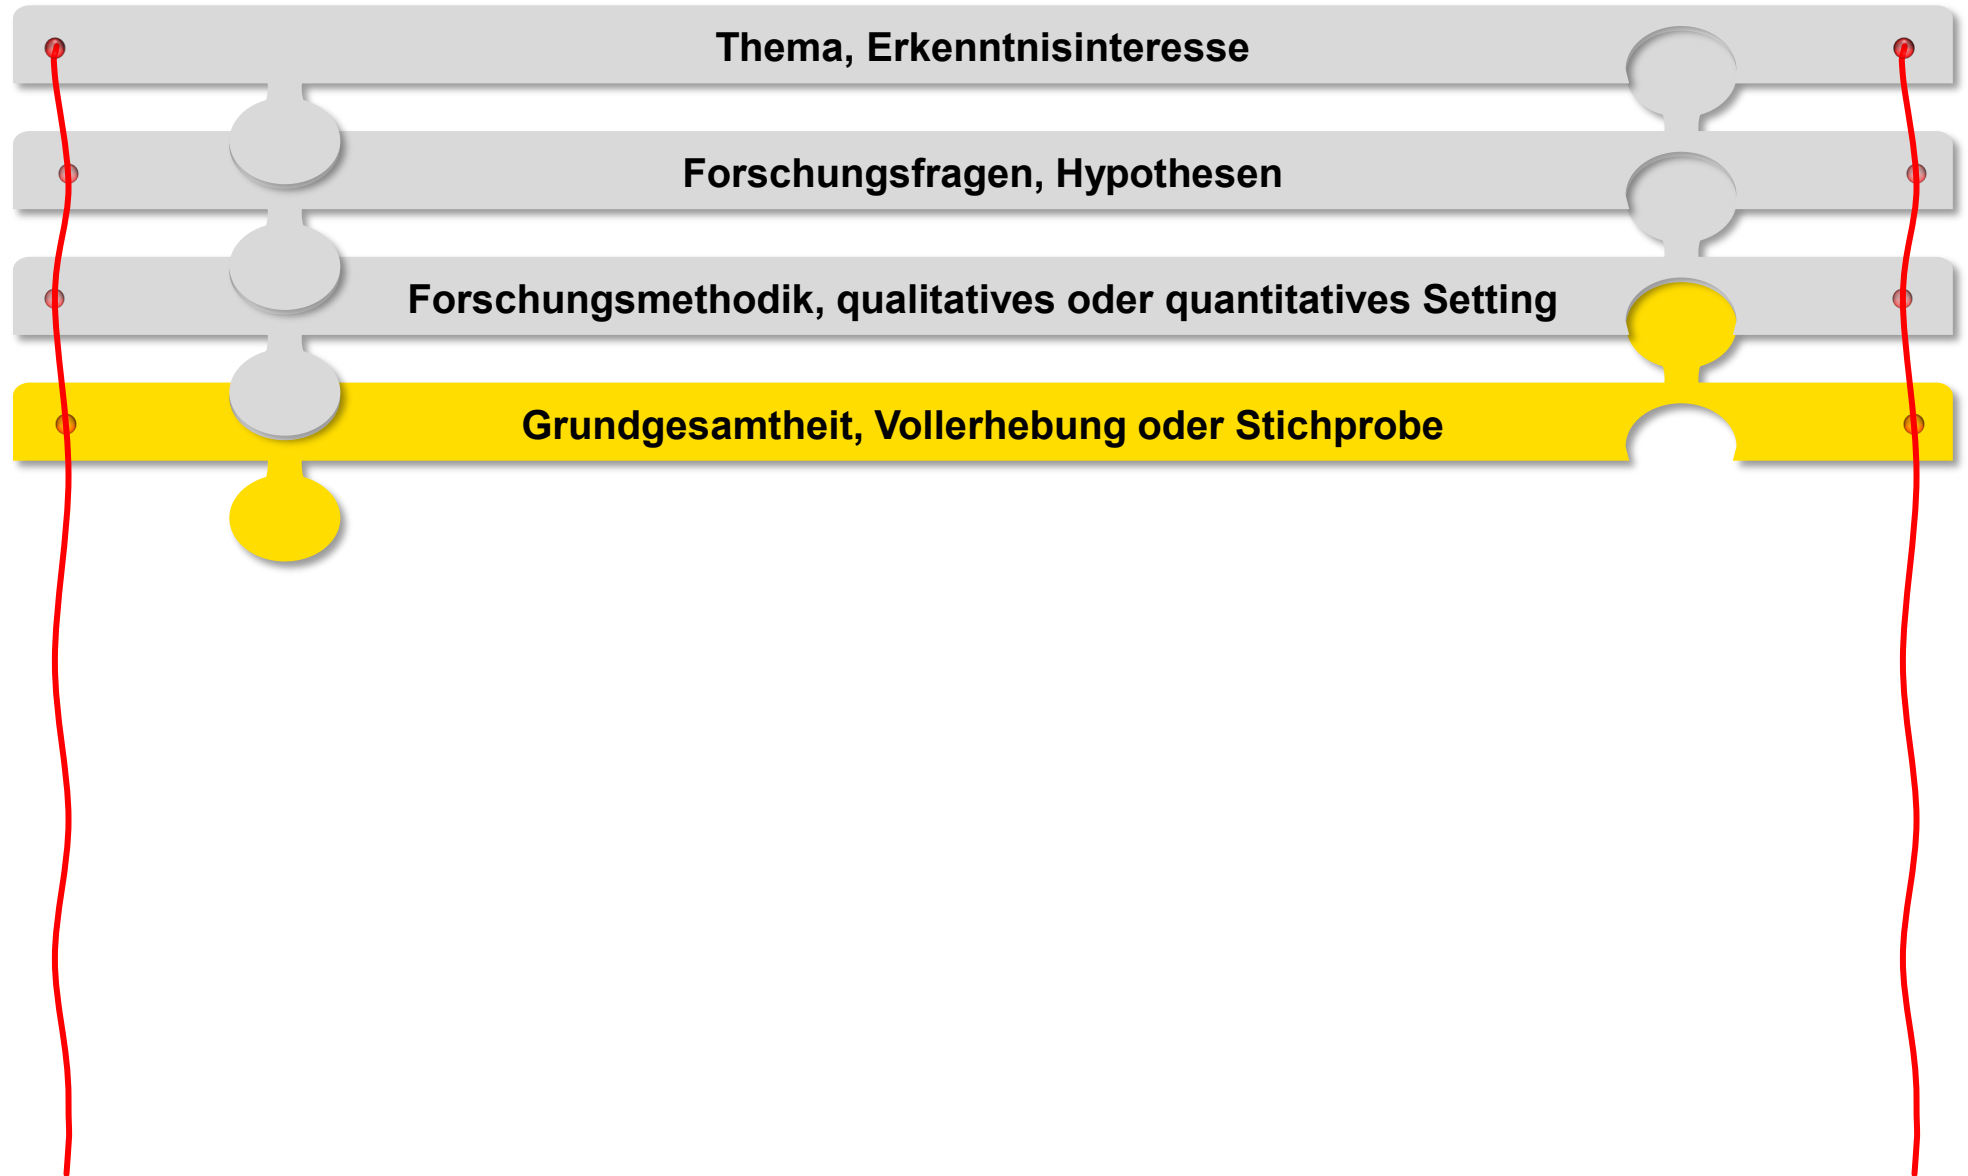 Thema, Erkenntnisinteresse
Forschungsfragen, Hypothesen
Forschungsmethodik, qualitatives oder quantitatives Setting
Grundgesamtheit, Vollerhebung oder Stichprobe